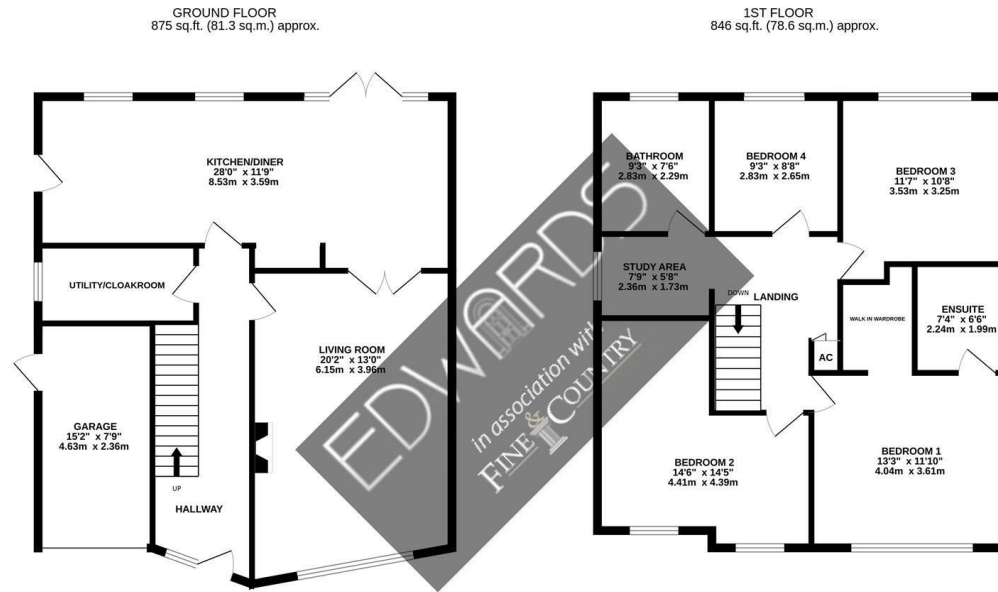 GROUND FLOOR
875 sq.ft. (81.3 sq.m.) approx.
1ST FLOOR
846 sq.ft. (78.6 sq.m.) approx.
KITCHEN/DINER
28'0" x 11'9"
8.53m x 3.59m
UTILITY/CLOAKROOM
LIVING ROOM
20'2" x 13'0"
6.15m x 3.96m
GARAGE
15'2" x 7'9"
4.63m x 2.36m
UP
HALLWAY
BATHROOM
9'3" x 7'6"
2.83m x 2.29m
BEDROOM 4
9'3" x 8'8"
2.83m x 2.65m
BEDROOM 3
11'7" x 10'8"
3.53m x 3.25m
STUDY AREA
7'9" x 5'8"
2.36m x 1.73m
DOWN
LANDING
WALK IN WARDROBE
ENSUITE
7'4" x 6'6"
2.24m x 1.99m
AC
BEDROOM 2
14'6" x 14'5"
4.41m x 4.39m
BEDROOM 1
13'3" x 11'10"
4.04m x 3.61m
EDWARDS
in association with
FINE & COUNTRY